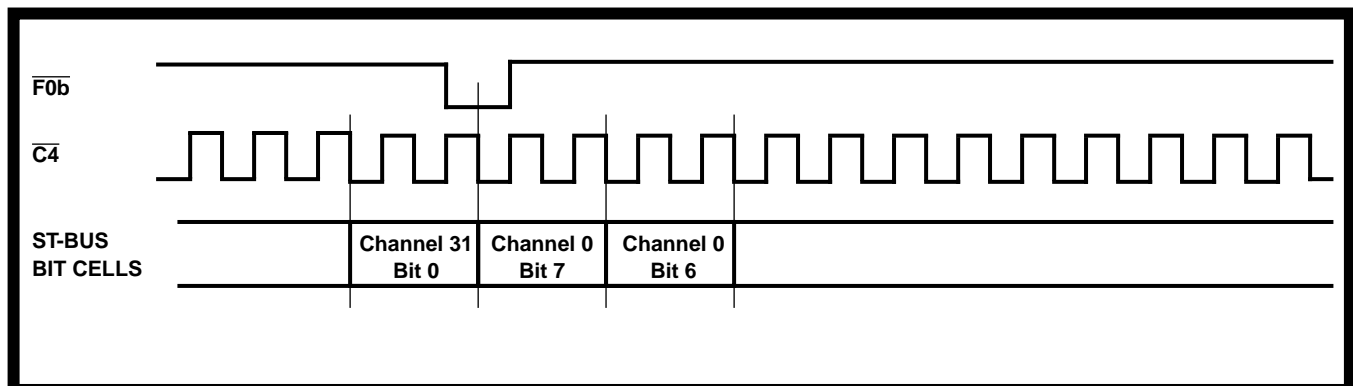 F0b
C4
ST-BUS
BIT CELLS
Channel 31
Bit 0
Channel 0
Bit 7
Channel 0
Bit 6